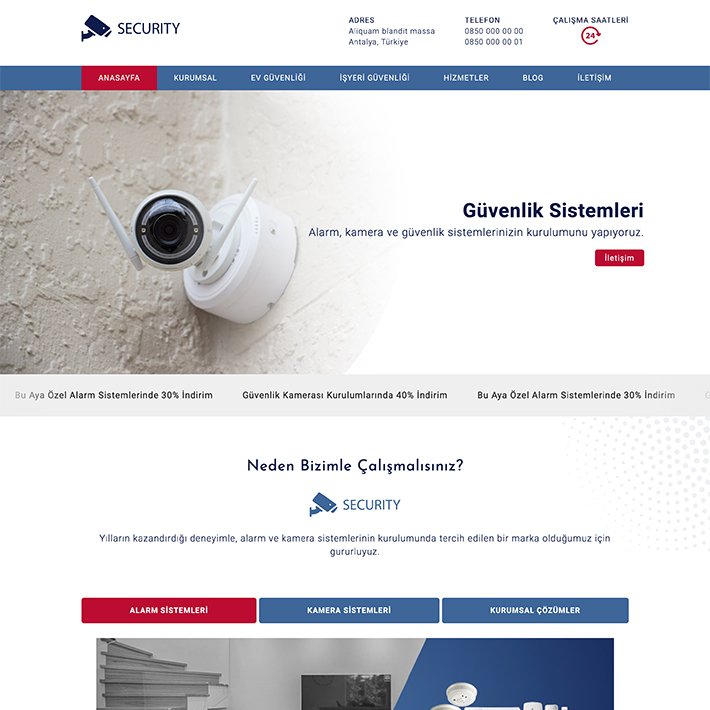 SECURITY
ADRES
Aliquam blandit massa
Antalya, Türkiye
TELEFON
0850 000 00 00
0850 000 00 01
ÇALIŞMA SAATLERİ
24
ANASAYFA
KURUMSAL
EV GÜVENLİĞİ
İŞYERİ GÜVENLİĞİ
HİZMETLER
BLOG
İLETİŞİM
Güvenlik Sistemleri
Alarm, kamera ve güvenlik sistemlerinizin kurulumunu yapıyoruz.
İletişim
Bu Aya Özel Alarm Sistemlerinde 30% İndirim
Güvenlik Kamerası Kurulumlarında 40% İndirim
Bu Aya Özel Alarm Sistemlerinde 30% İndirim
Neden Bizimle Çalışmalısınız?
SECURITY
Yılların kazandırdığı deneyimle, alarm ve kamera sistemlerinin kurulumunda tercih edilen bir marka olduğumuz için
gururluyuz.
ALARM SİSTEMLERİ
KAMERA SİSTEMLERİ
KURUMSAL ÇÖZÜMLER